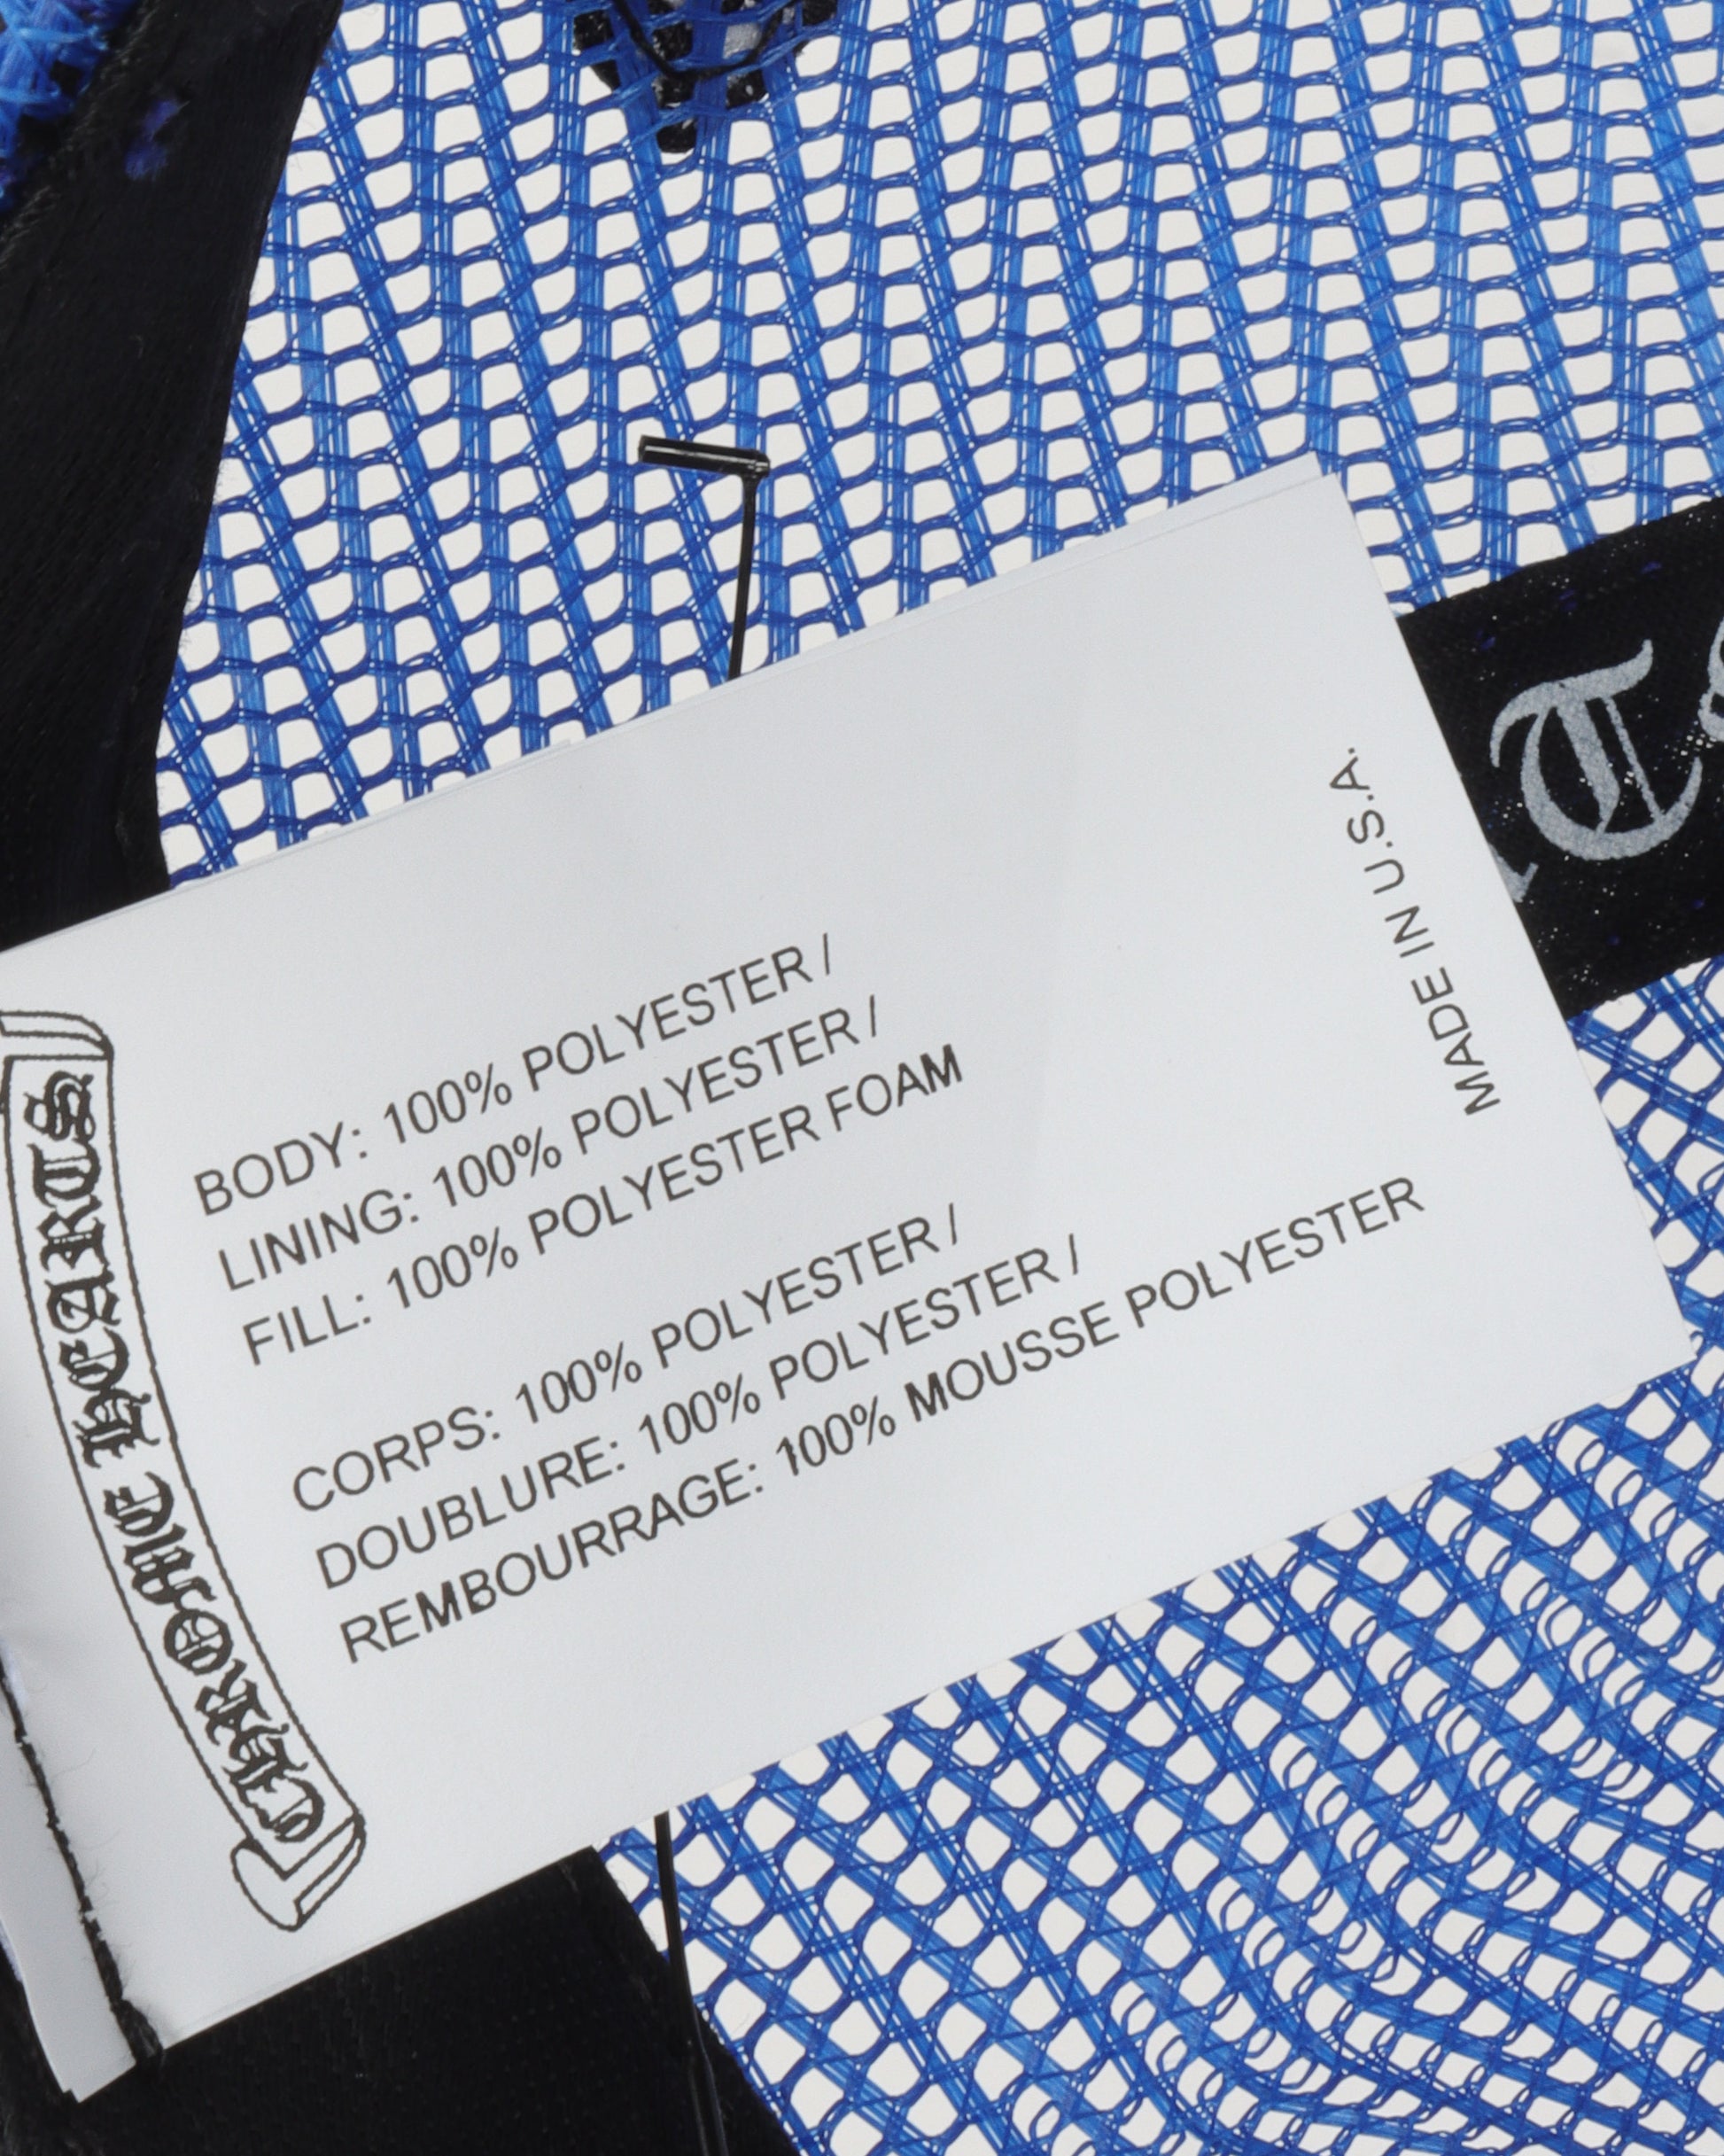 CHROME HEARTS
BODY: 100% POLYESTER /
LINING: 100% POLYESTER /
FILL: 100% POLYESTER FOAM
CORPS: 100% POLYESTER /
DOUBLURE: 100% POLYESTER /
REMBOURRAGE: 100% MOUSSE POLYESTER
MADE IN U.S.A.